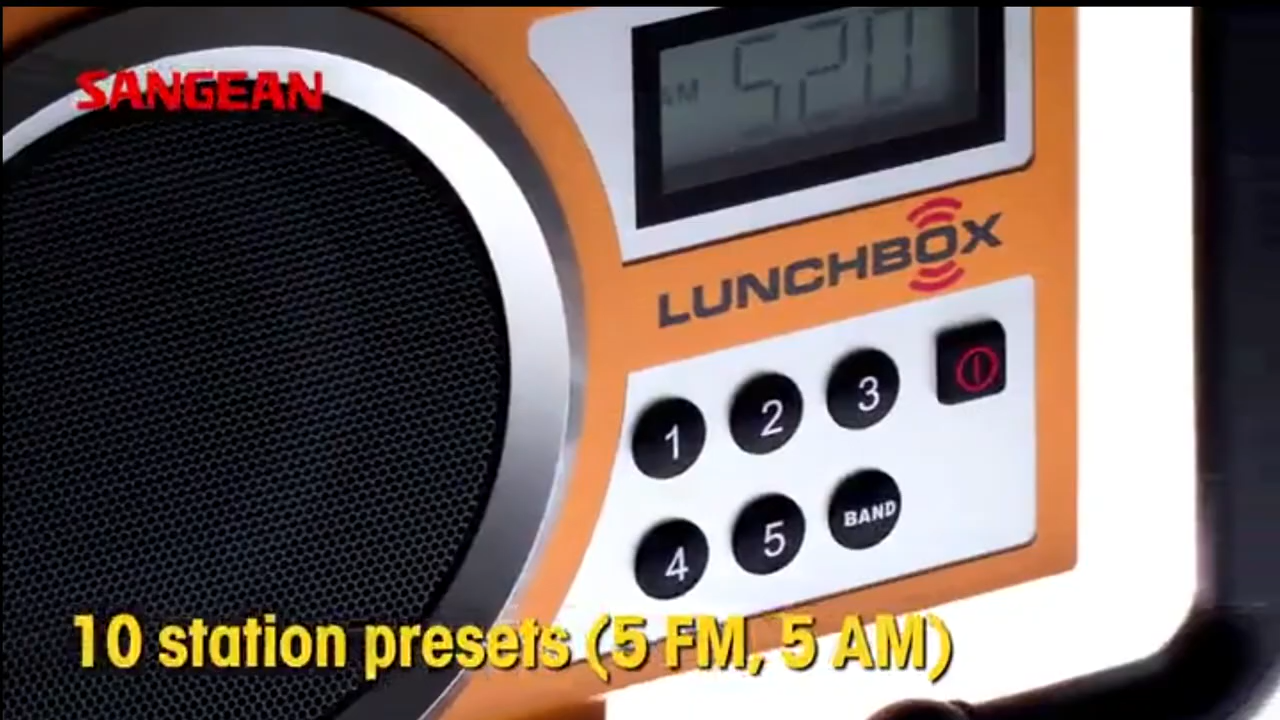 SANGEAN
AM 520
LUNCHBOX
1 2 3
4 5 BAND
10 station presets (5 FM, 5 AM)